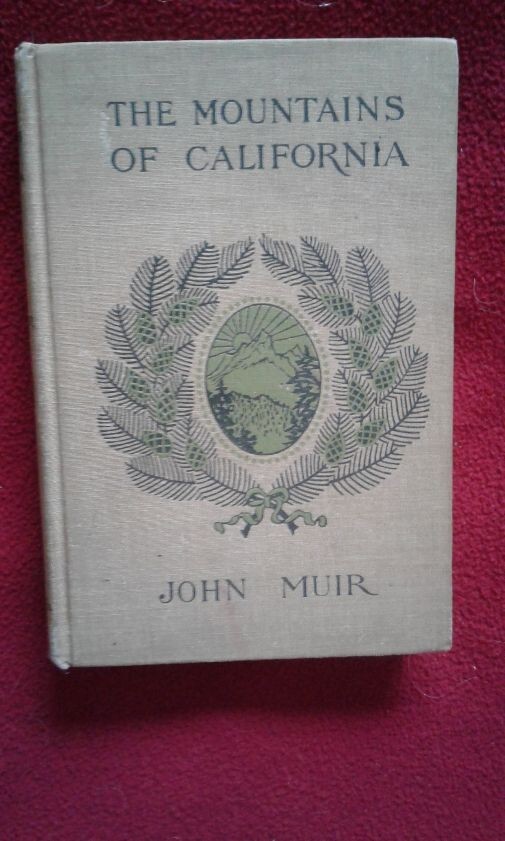 THE MOUNTAINS
OF CALIFORNIA
JOHN MUIR